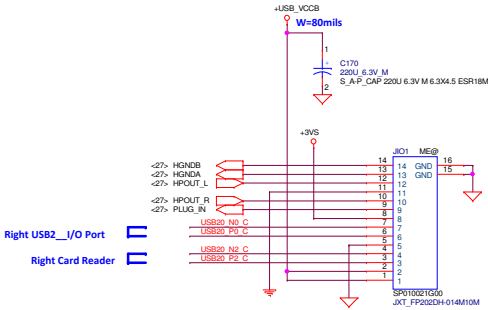 +USB_VCCB
W=80mils
1
C170
220U_6.3V_M
S_A-P_CAP 220U 6.3V M 6.3X4.5 ESR18M
2
+3VS
JIO1 ME@
<27> HGNDB 14 14 GND 16
<27> HGNDA 13 13 GND 15
<27> HPOUT_L 12 12
11 11
<27> HPOUT_R 10 10
<27> PLUG_IN 9 9
8 8
USB20_N0_C 7 7
Right USB2__I/O Port USB20_P0_C 6 6
5 5
USB20_N2_C 4 4
Right Card Reader USB20_P2_C 3 3
2 2
1 1
SP010021G00
JXT_FP202DH-014M10M